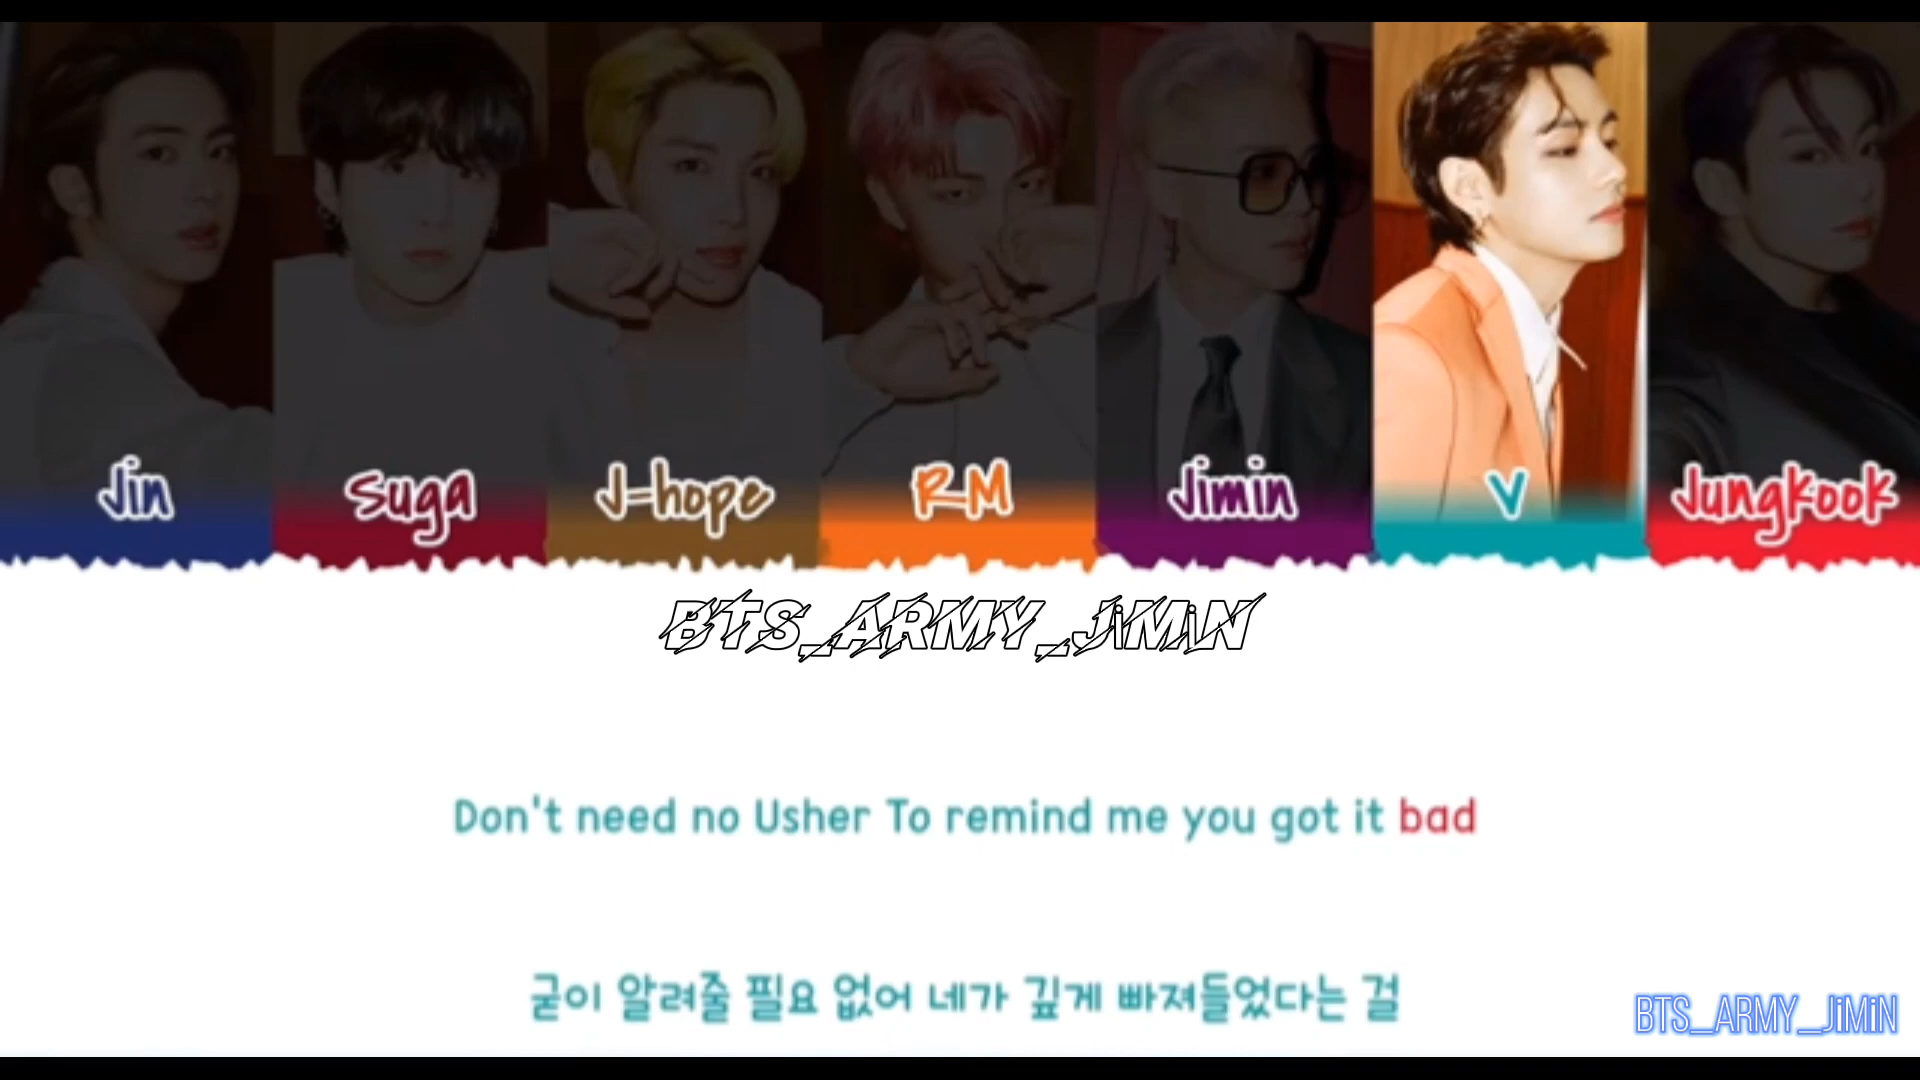 Jin
Suga
J-hope
RM
Jimin
V
Jungkook
BTS_ARMY_JiMiN
Don't need no Usher To remind me you got it bad
굳이 알려줄 필요 없어 네가 깊게 빠져들었다는 걸
BTS_ARMY_JiMiN